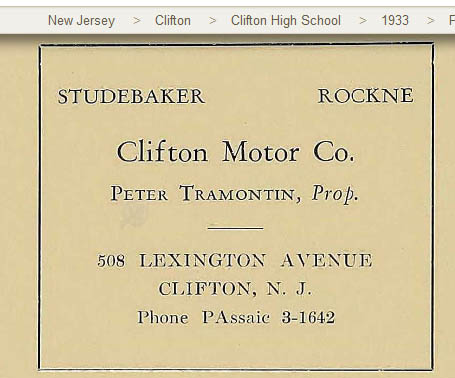 New Jersey > Clifton > Clifton High School > 1933 >
STUDEBAKER ROCKNE
Clifton Motor Co.
Peter Tramontin, Prop.
508 LEXINGTON AVENUE
CLIFTON, N. J.
Phone PAssaic 3-1642